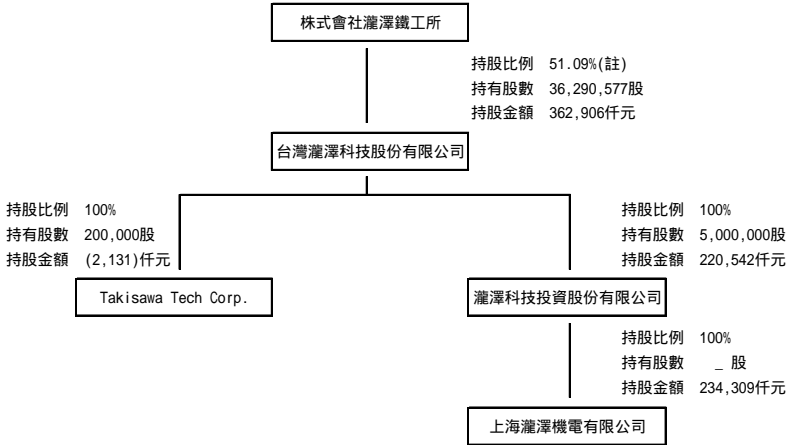 株式會社瀧澤鐵工所
持股比例 51.09%(註)
持有股數 36,290,577股
持股金額 362,906仟元
台灣瀧澤科技股份有限公司
持股比例 100%
持有股數 200,000股
持股金額 (2,131)仟元
Takisawa Tech Corp.
持股比例 100%
持有股數 5,000,000股
持股金額 220,542仟元
瀧澤科技投資股份有限公司
持股比例 100%
持有股數 _ 股
持股金額 234,309仟元
上海瀧澤機電有限公司